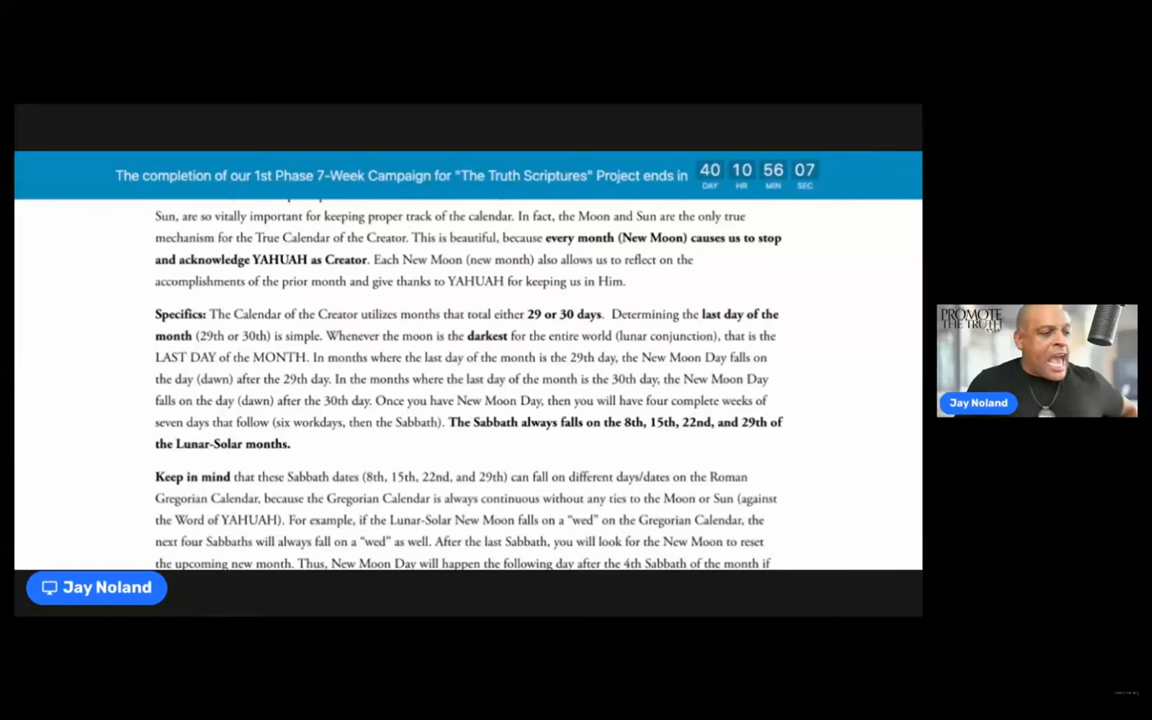 The completion of our 1st Phase 7-Week Campaign for "The Truth Scriptures" Project ends in 40 10 56 07
DAY HR MIN SEC
Sun, are so vitally important for keeping proper track of the calendar. In fact, the Moon and Sun are the only true
mechanism for the True Calendar of the Creator. This is beautiful, because every month (New Moon) causes us to stop
and acknowledge YAHUAH as Creator. Each New Moon (new month) also allows us to reflect on the
accomplishments of the prior month and give thanks to YAHUAH for keeping us in Him.
Specifics: The Calendar of the Creator utilizes months that total either 29 or 30 days. Determining the last day of the
month (29th or 30th) is simple. Whenever the moon is the darkest for the entire world (lunar conjunction), that is the
LAST DAY of the MONTH. In months where the last day of the month is the 29th day, the New Moon Day falls on
the day (dawn) after the 29th day. In the months where the last day of the month is the 30th day, the New Moon Day
falls on the day (dawn) after the 30th day. Once you have New Moon Day, then you will have four complete weeks of
seven days that follow (six workdays, then the Sabbath). The Sabbath always falls on the 8th, 15th, 22nd, and 29th of
the Lunar-Solar months.
Keep in mind that these Sabbath dates (8th, 15th, 22nd, and 29th) can fall on different days/dates on the Roman
Gregorian Calendar, because the Gregorian Calendar is always continuous without any ties to the Moon or Sun (against
the Word of YAHUAH). For example, if the Lunar-Solar New Moon falls on a "wed" on the Gregorian Calendar, the
next four Sabbaths will always fall on a "wed" as well. After the last Sabbath, you will look for the New Moon to reset
the upcoming new month. Thus, New Moon Day will happen the following day after the 4th Sabbath of the month if
Jay Noland
PROMOTE
THE TRUTH
Jay Noland